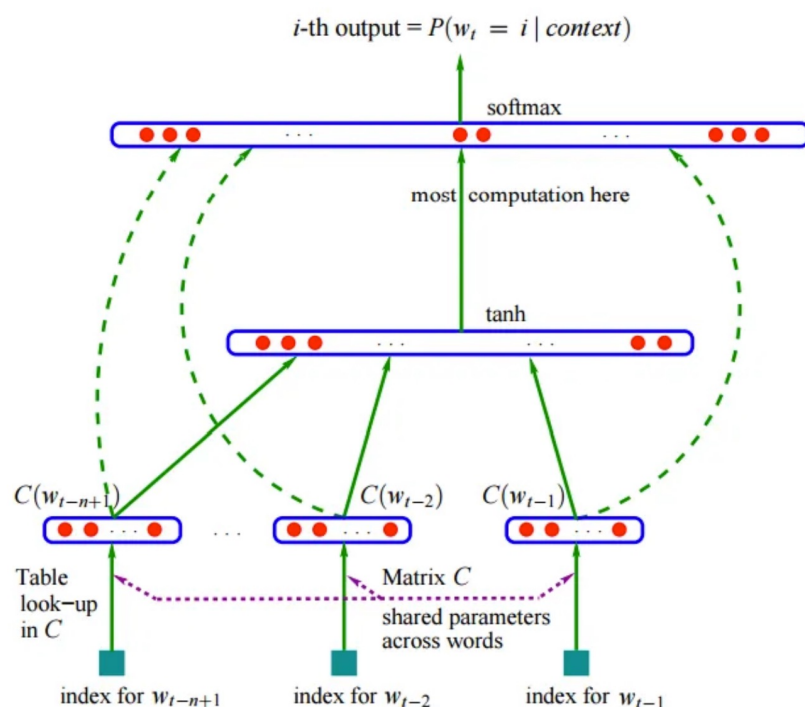 i-th output = P(w_t = i | context)
softmax
. . .
. . .
most computation here
tanh
. . .
. . .
C(w_{t−n+1})
C(w_{t−2})
C(w_{t−1})
. . .
. . .
. . .
. . .
Table
look−up
in C
Matrix C
shared parameters
across words
index for w_{t−n+1}
index for w_{t−2}
index for w_{t−1}